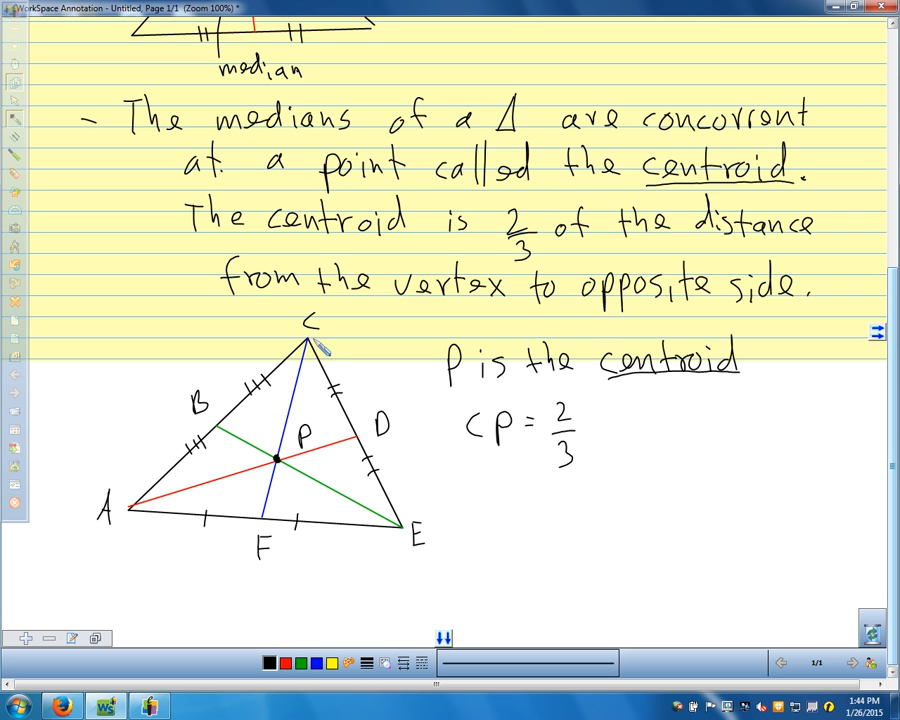 WorkSpace Annotation - Untitled, Page 1/1 (Zoom 100%) *
median
- The medians of a Δ are concorrent
at a point called the centroid.
The centroid is 2/3 of the distance
from the vertex to opposite side.
C
P is the centroid
B
D
P
CP = 2/3
A
E
F
1/1
WS
1:44 PM
1/26/2015